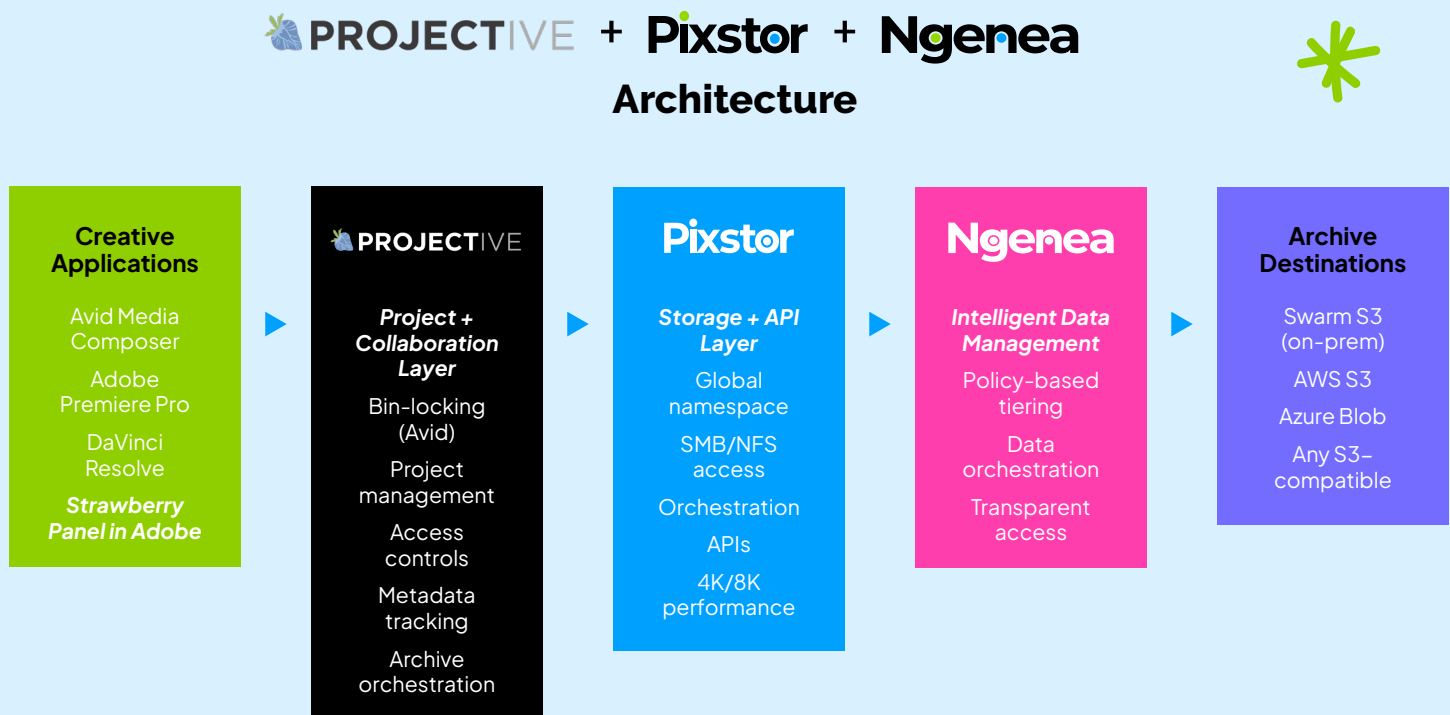 PROJECTIVE + Pixstor + Ngenea
Architecture
Creative
Applications
Avid Media
Composer
Adobe
Premiere Pro
DaVinci
Resolve
Strawberry
Panel in Adobe
PROJECTIVE
Project +
Collaboration
Layer
Bin-locking
(Avid)
Project
management
Access
controls
Metadata
tracking
Archive
orchestration
Pixstor
Storage + API
Layer
Global
namespace
SMB/NFS
access
Orchestration
APIs
4K/8K
performance
Ngenea
Intelligent Data
Management
Policy-based
tiering
Data
orchestration
Transparent
access
Archive
Destinations
Swarm S3
(on-prem)
AWS S3
Azure Blob
Any S3–
compatible